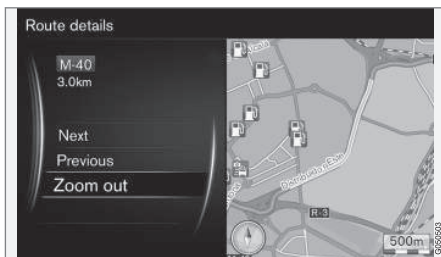 Route details
M-40
3.0km
Next
Previous
Zoom out
R-3
500m
G050503